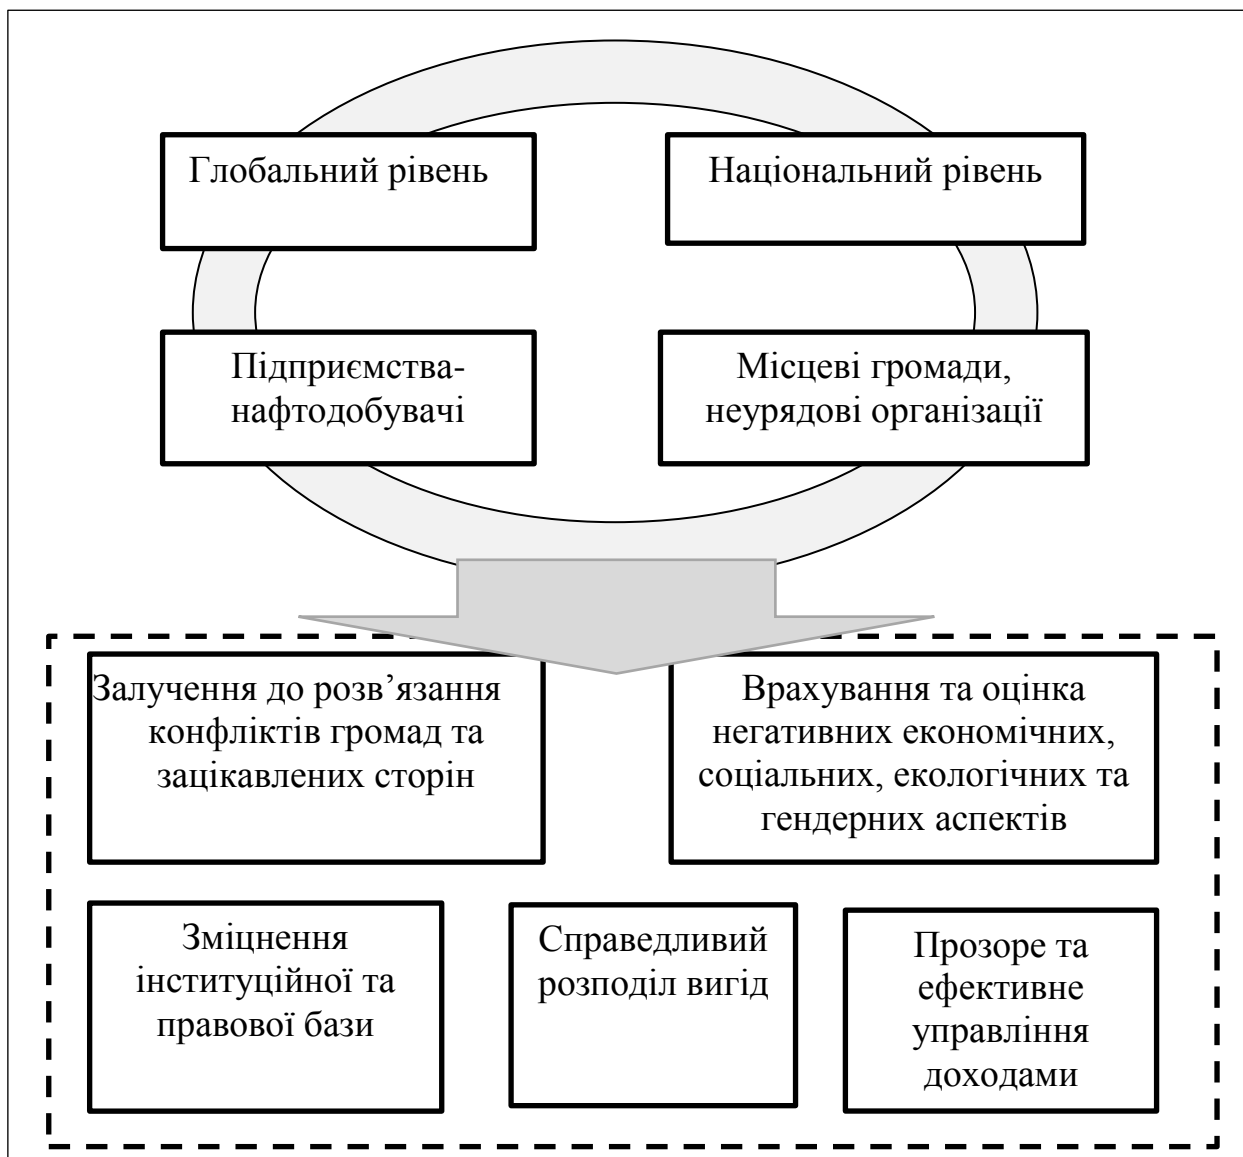 Глобальний рівень
Національний рівень
Підприємства-
нафтодобувачі
Місцеві громади,
неурядові організації
Залучення до розв’язання
конфліктів громад та
зацікавлених сторін
Врахування та оцінка
негативних економічних,
соціальних, екологічних та
гендерних аспектів
Зміцнення
інституційної та
правової бази
Справедливий
розподіл вигід
Прозоре та
ефективне
управління
доходами